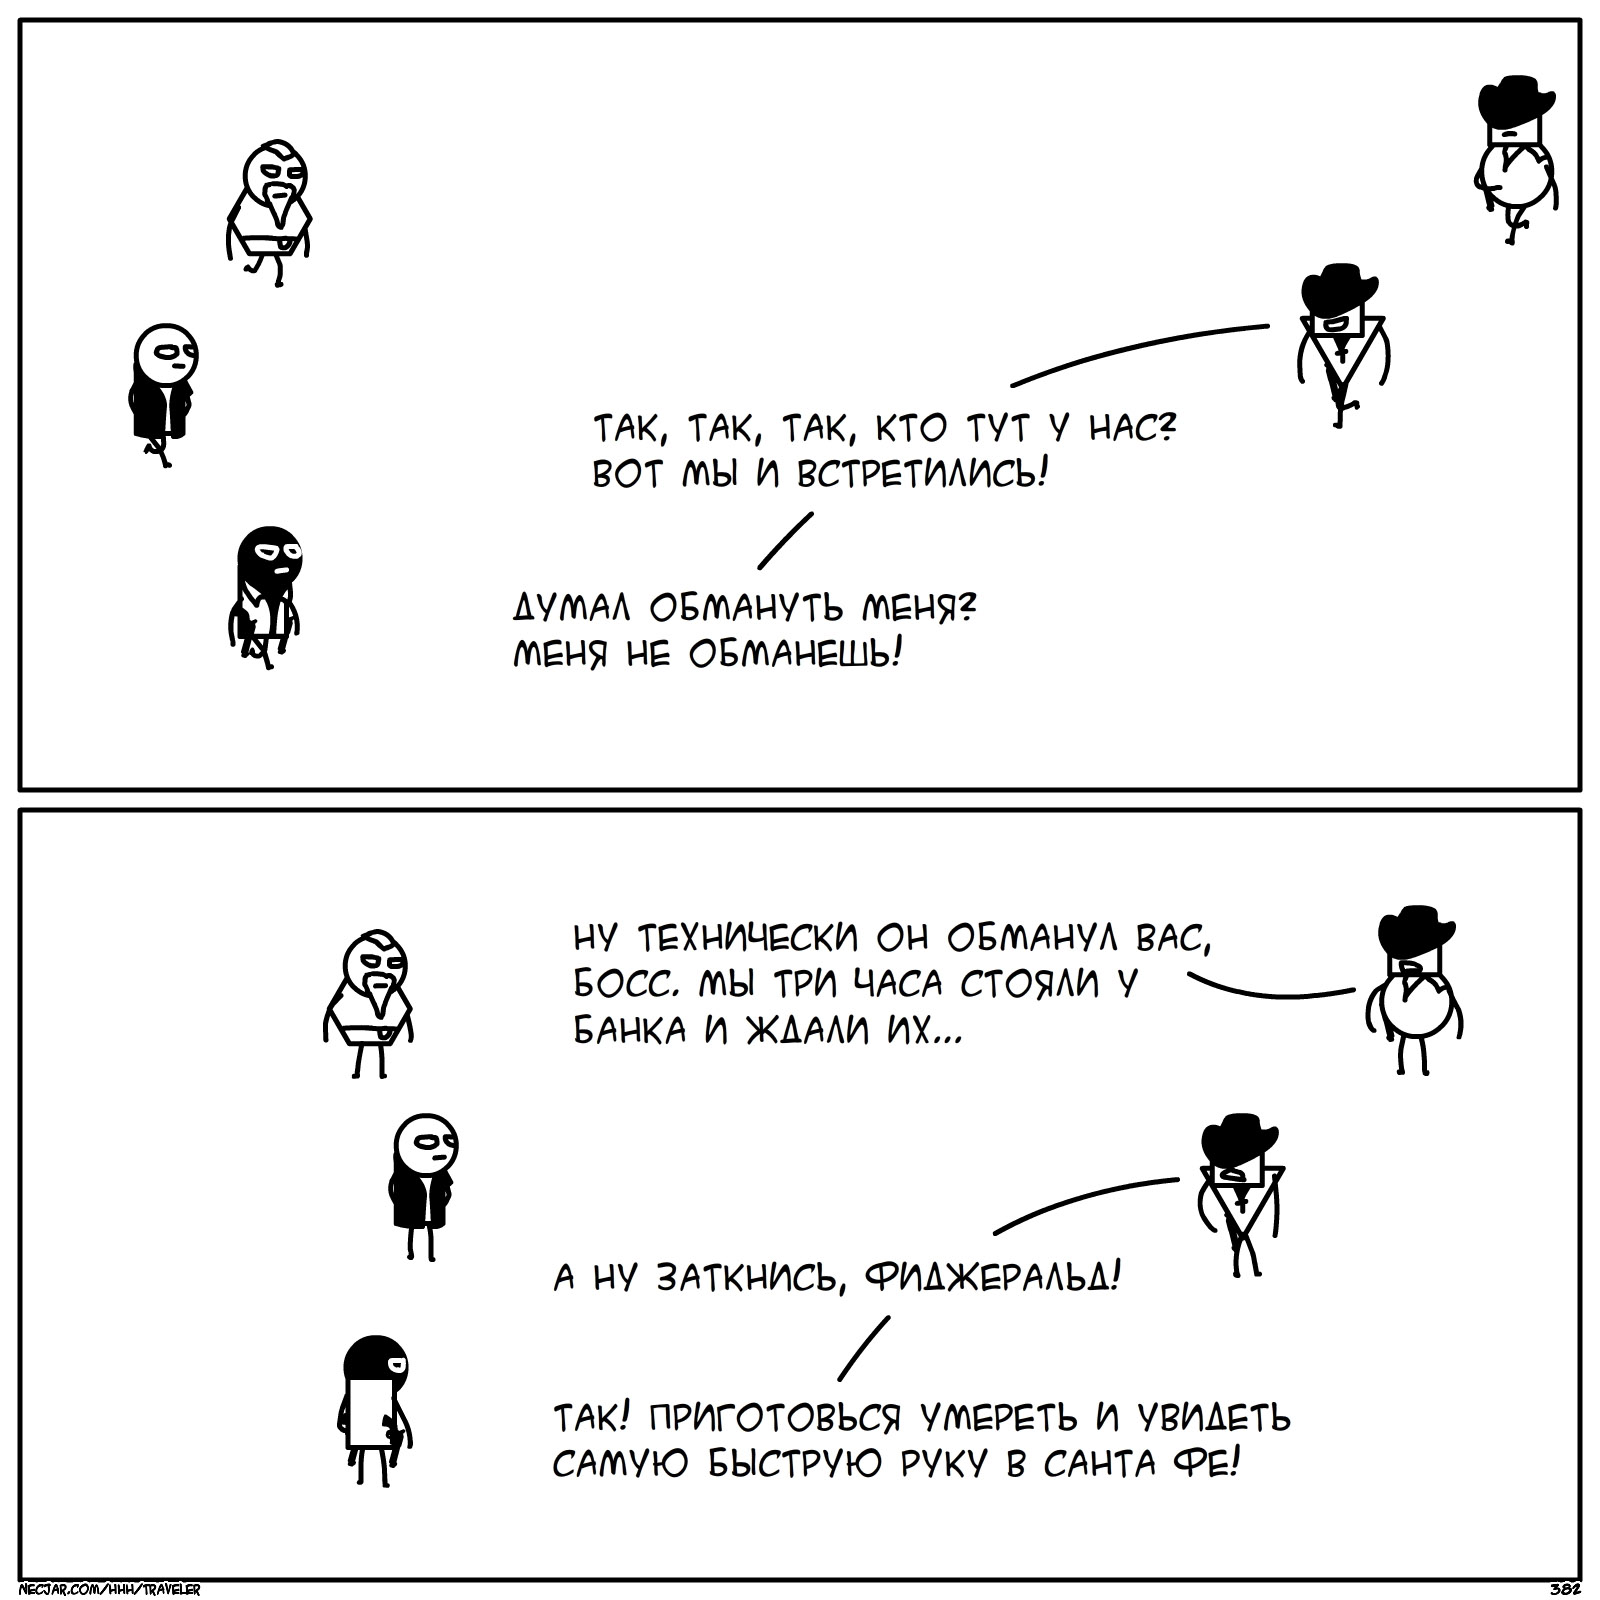 ТАК, ТАК, ТАК, КТО ТУТ У НАС?
ВОТ МЫ И ВСТРЕТИЛИСЬ!
ДУМАЛ ОБМАНУТЬ МЕНЯ?
МЕНЯ НЕ ОБМАНЕШЬ!
НУ ТЕХНИЧЕСКИ ОН ОБМАНУЛ ВАС,
БОСС. МЫ ТРИ ЧАСА СТОЯЛИ У
БАНКА И ЖДАЛИ ИХ...
А НУ ЗАТКНИСЬ, ФИДЖЕРАЛЬД!
ТАК! ПРИГОТОВЬСЯ УМЕРЕТЬ И УВИДЕТЬ
САМУЮ БЫСТРУЮ РУКУ В САНТА ФЕ!
NECJAR.COM/HHH/TRAVELER
382